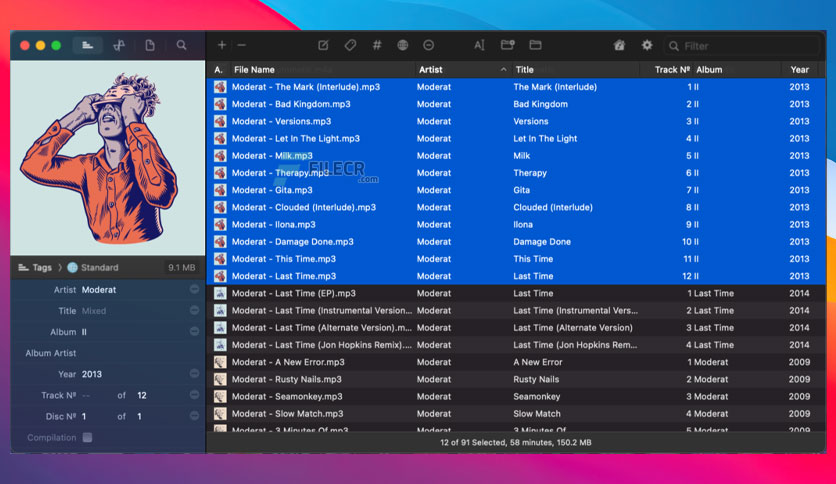 Filter
A. File Name Artist Title Track Nº Album Year
Moderat - The Mark (Interlude).mp3 Moderat The Mark (Interlude) 1 II 2013
Moderat - Bad Kingdom.mp3 Moderat Bad Kingdom 2 II 2013
Moderat - Versions.mp3 Moderat Versions 3 II 2013
Moderat - Let In The Light.mp3 Moderat Let In The Light 4 II 2013
Moderat - Milk.mp3 Moderat Milk 5 II 2013
FILECR
.com
Moderat - Therapy.mp3 Moderat Therapy 6 II 2013
Moderat - Gita.mp3 Moderat Gita 7 II 2013
Moderat - Clouded (Interlude).mp3 Moderat Clouded (Interlude) 8 II 2013
Moderat - Ilona.mp3 Moderat Ilona 9 II 2013
Moderat - Damage Done.mp3 Moderat Damage Done 10 II 2013
Moderat - This Time.mp3 Moderat This Time 11 II 2013
Moderat - Last Time.mp3 Moderat Last Time 12 II 2013
Moderat - Last Time (EP).mp3 Moderat Last Time 1 Last Time 2014
Moderat - Last Time (Instrumental Version... Moderat Last Time (Instrumental Vers... 2 Last Time 2014
Moderat - Last Time (Alternate Version).m... Moderat Last Time (Alternate Version) 3 Last Time 2014
Moderat - Last Time (Jon Hopkins Remix).... Moderat Last Time (Jon Hopkins Rem... 4 Last Time 2014
Moderat - A New Error.mp3 Moderat A New Error 1 Moderat 2009
Moderat - Rusty Nails.mp3 Moderat Rusty Nails 2 Moderat 2009
Moderat - Seamonkey.mp3 Moderat Seamonkey 3 Moderat 2009
Moderat - Slow Match.mp3 Moderat Slow Match 4 Moderat 2009
Moderat - 3 Minutes Of.mp3 Moderat 3 Minutes Of 5 Moderat 2009
12 of 91 Selected, 58 minutes, 150.2 MB
Tags Standard 9.1 MB
Artist Moderat
Title Mixed
Album II
Album Artist
Year 2013
Track Nº -- of 12
Disc Nº 1 of 1
Compilation